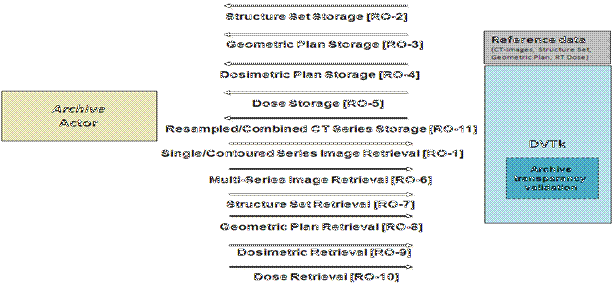 Structure Set Storage [RO-2]
Geometric Plan Storage [RO-3]
Dosimetric Plan Storage [RO-4]
Dose Storage [RO-5]
Resampled/Combined CT Series Storage [RO-11]
Single/Contoured Series Image Retrieval [RO-1]
Multi-Series Image Retrieval [RO-6]
Structure Set Retrieval [RO-7]
Geometric Plan Retrieval [RO-8]
Dosimetric Retrieval [RO-9]
Dose Retrieval [RO-10]
Archive
Actor
Reference data
(CT-images, Structure Set,
Geometric Plan, RT Dose)
DVTk
Archive
transparency
validation